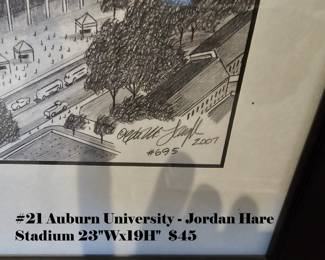 2007
#695
#21 Auburn University - Jordan Hare
Stadium 23"Wx19H"  $45